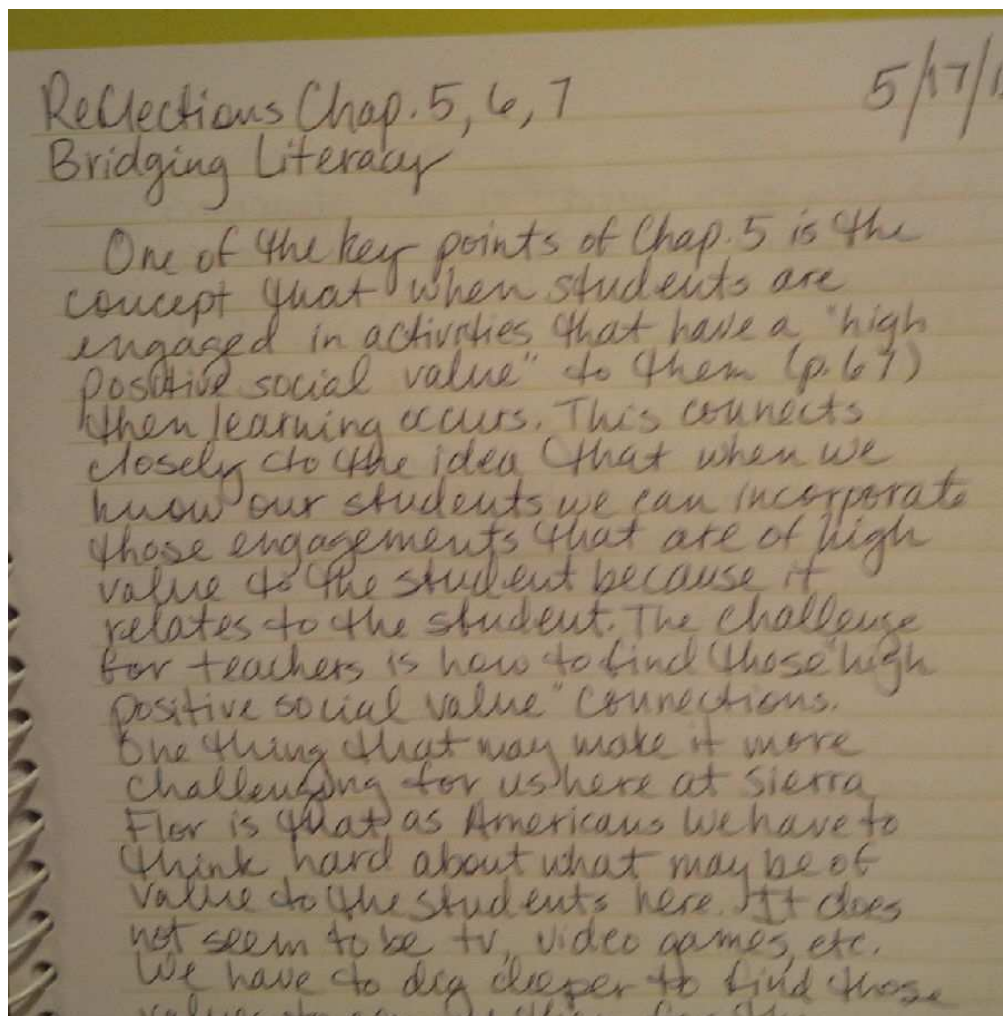 Reflections Chap. 5, 6, 7
5/17/1
Bridging Literacy
One of the key points of Chap. 5 is the
concept that when students are
engaged in activities that have a "high
positive social value" to them (p. 67)
then learning occurs. This connects
closely to the idea that when we
know our students we can incorporate
those engagements that are of high
value to the student because it
relates to the student. The challenge
for teachers is how to find those "high
positive social value" connections.
One thing that may make it more
challenging for us here at Sierra
Flor is that as Americans we have to
think hard about what may be of
value to the students here. It does
not seem to be tv, video games, etc.
We have to dig deeper to find those